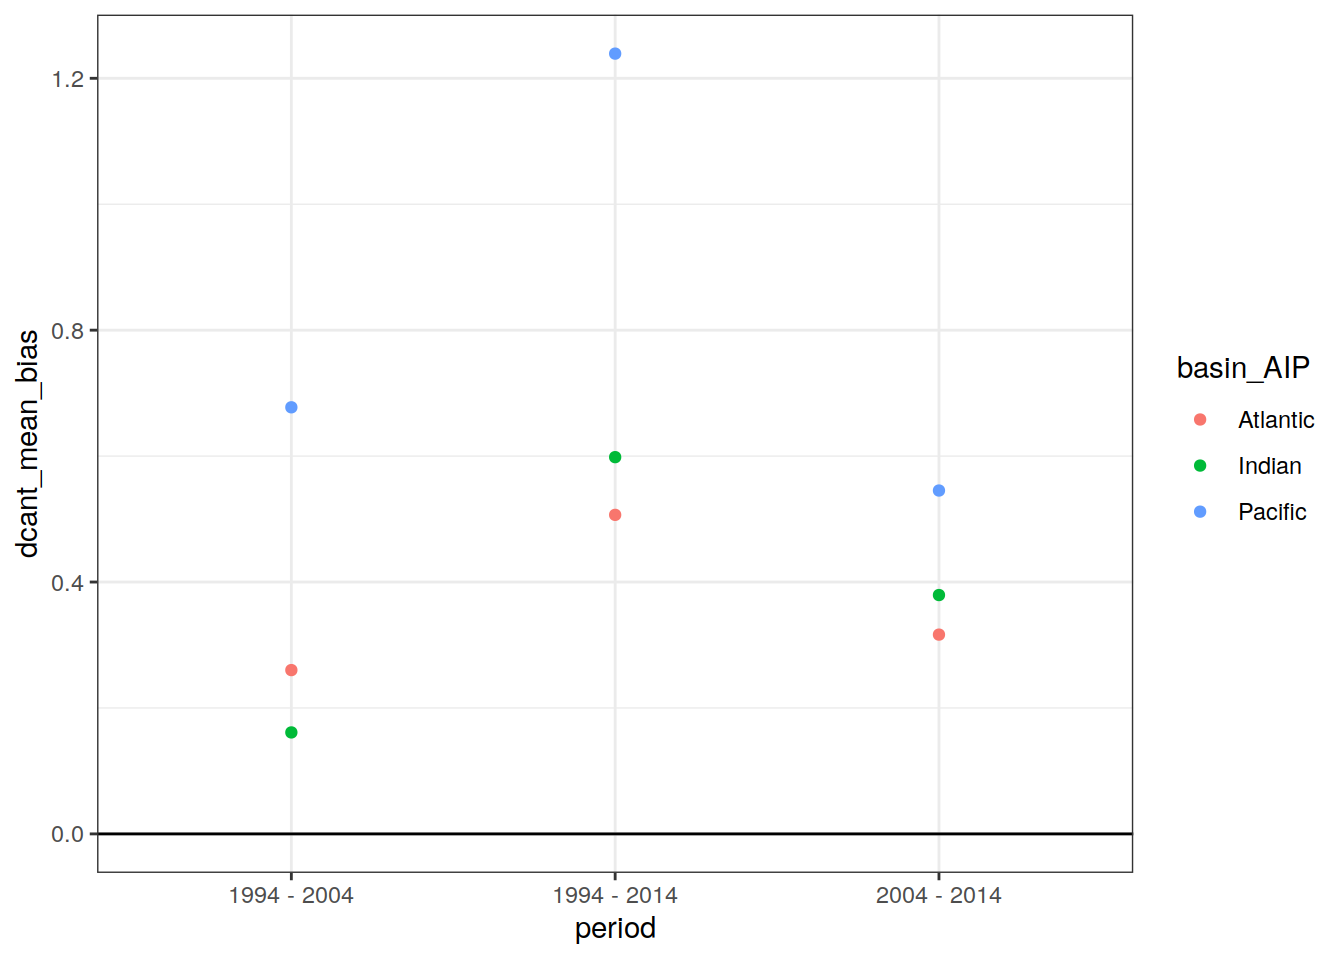 1.2
0.8
0.4
0.0
dcant_mean_bias
1994 - 2004
1994 - 2014
2004 - 2014
period
basin_AIP
Atlantic
Indian
Pacific